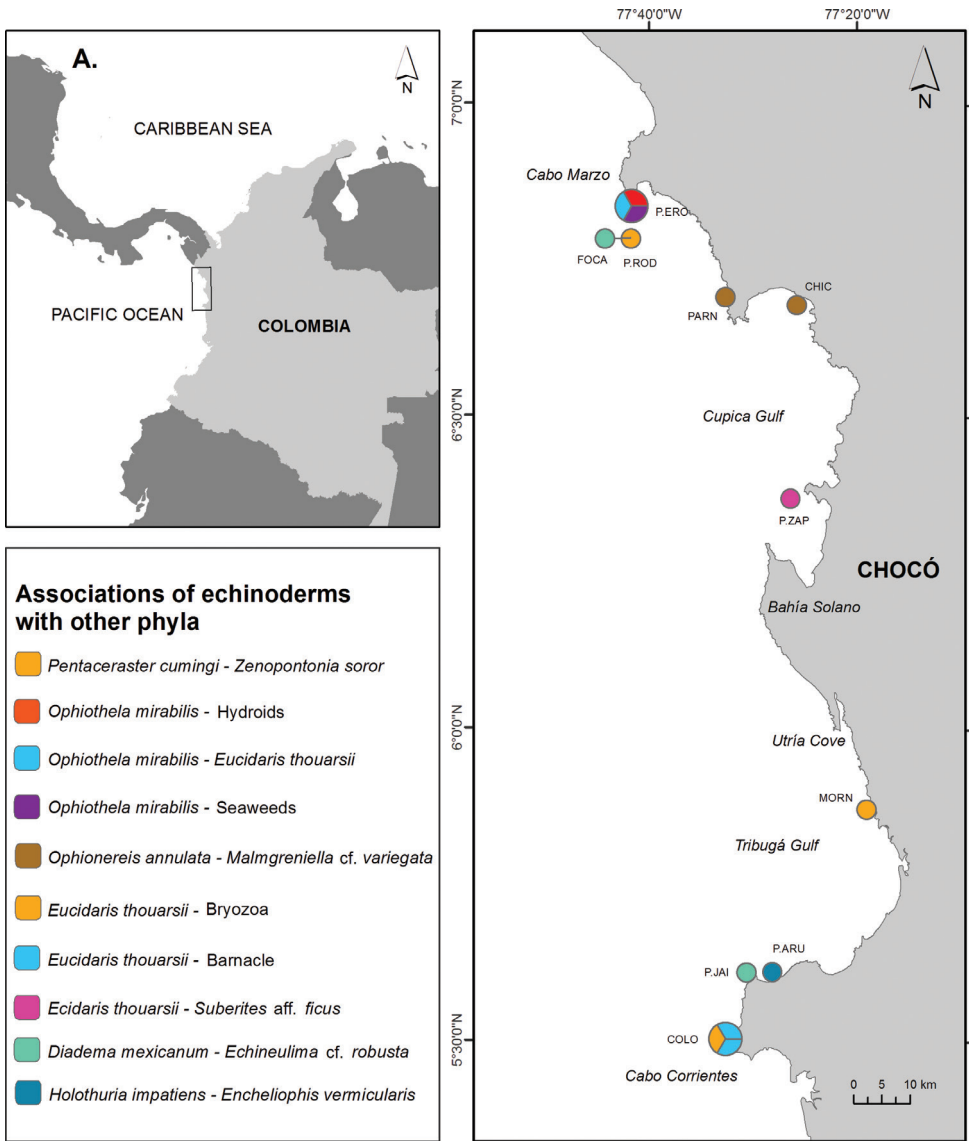 A.
N
CARIBBEAN SEA
PACIFIC OCEAN
COLOMBIA
Associations of echinoderms
with other phyla
Pentaceraster cumingi - Zenopontonia soror
Ophiothela mirabilis - Hydroids
Ophiothela mirabilis - Eucidaris thouarsii
Ophiothela mirabilis - Seaweeds
Ophionereis annulata - Malmgreniella cf. variegata
Eucidaris thouarsii - Bryozoa
Eucidaris thouarsii - Barnacle
Ecidaris thouarsii - Suberites aff. ficus
Diadema mexicanum - Echineulima cf. robusta
Holothuria impatiens - Encheliophis vermicularis
77°40'0"W
77°20'0"W
N
7°0'0"N
Cabo Marzo
P.ERO
FOCA
P.ROD
PARN
CHIC
6°30'0"N
Cupica Gulf
P.ZAP
CHOCÓ
Bahía Solano
6°0'0"N
Utría Cove
MORN
Tribugá Gulf
P.ARU
P.JAI
COLO
5°30'0"N
Cabo Corrientes
0 5 10 km